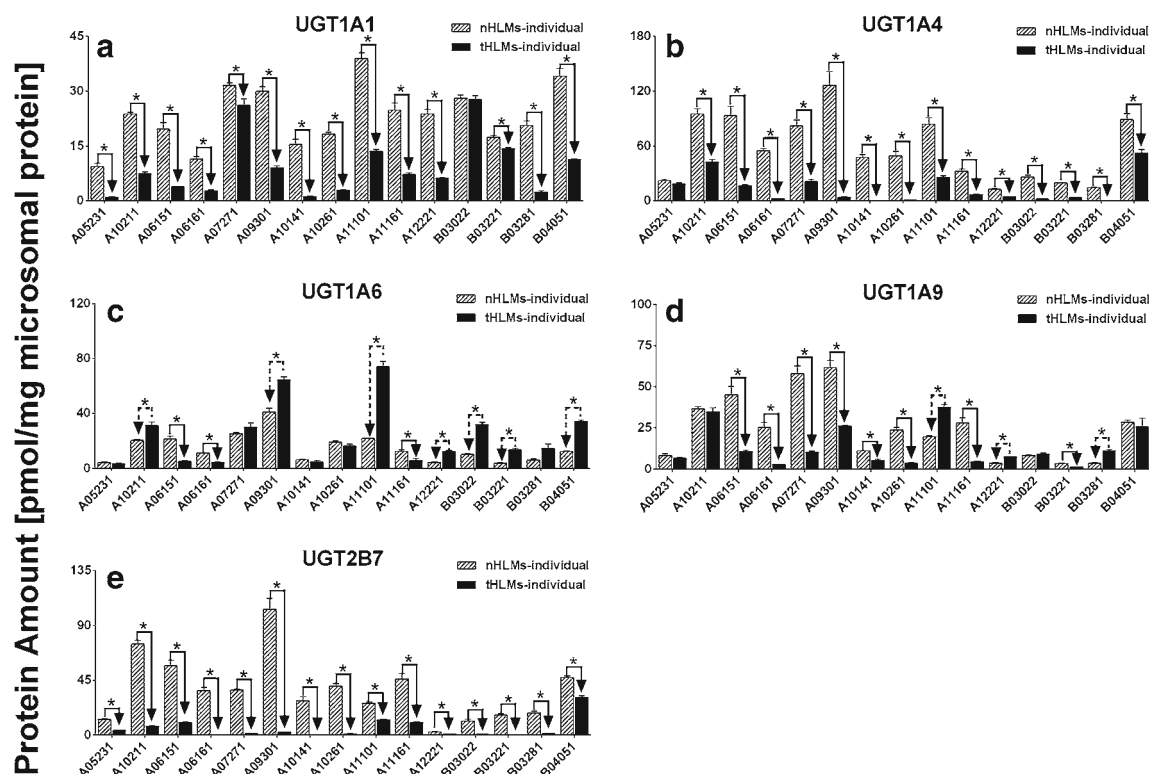 Protein Amount [pmol/mg microsomal protein]
a
UGT1A1
nHLMs-individual
tHLMs-individual
45
30
15
0
* * * * * * * * * * * * * *
A05231 A10211 A06151 A06161 A07271 A09301 A10141 A10261 A11101 A11161 A12221 B03022 B03221 B03281 B04051
b
UGT1A4
nHLMs-individual
tHLMs-individual
180
120
60
0
* * * * * * * * * * * * * *
A05231 A10211 A06151 A06161 A07271 A09301 A10141 A10261 A11101 A11161 A12221 B03022 B03221 B03281 B04051
c
UGT1A6
nHLMs-individual
tHLMs-individual
120
80
40
0
* * * * * * * * * *
A05231 A10211 A06151 A06161 A07271 A09301 A10141 A10261 A11101 A11161 A12221 B03022 B03221 B03281 B04051
d
UGT1A9
nHLMs-individual
tHLMs-individual
100
75
50
25
0
* * * * * * * * * * *
A05231 A10211 A06151 A06161 A07271 A09301 A10141 A10261 A11101 A11161 A12221 B03022 B03221 B03281 B04051
e
UGT2B7
nHLMs-individual
tHLMs-individual
135
90
45
0
* * * * * * * * * * * * * * *
A05231 A10211 A06151 A06161 A07271 A09301 A10141 A10261 A11101 A11161 A12221 B03022 B03221 B03281 B04051